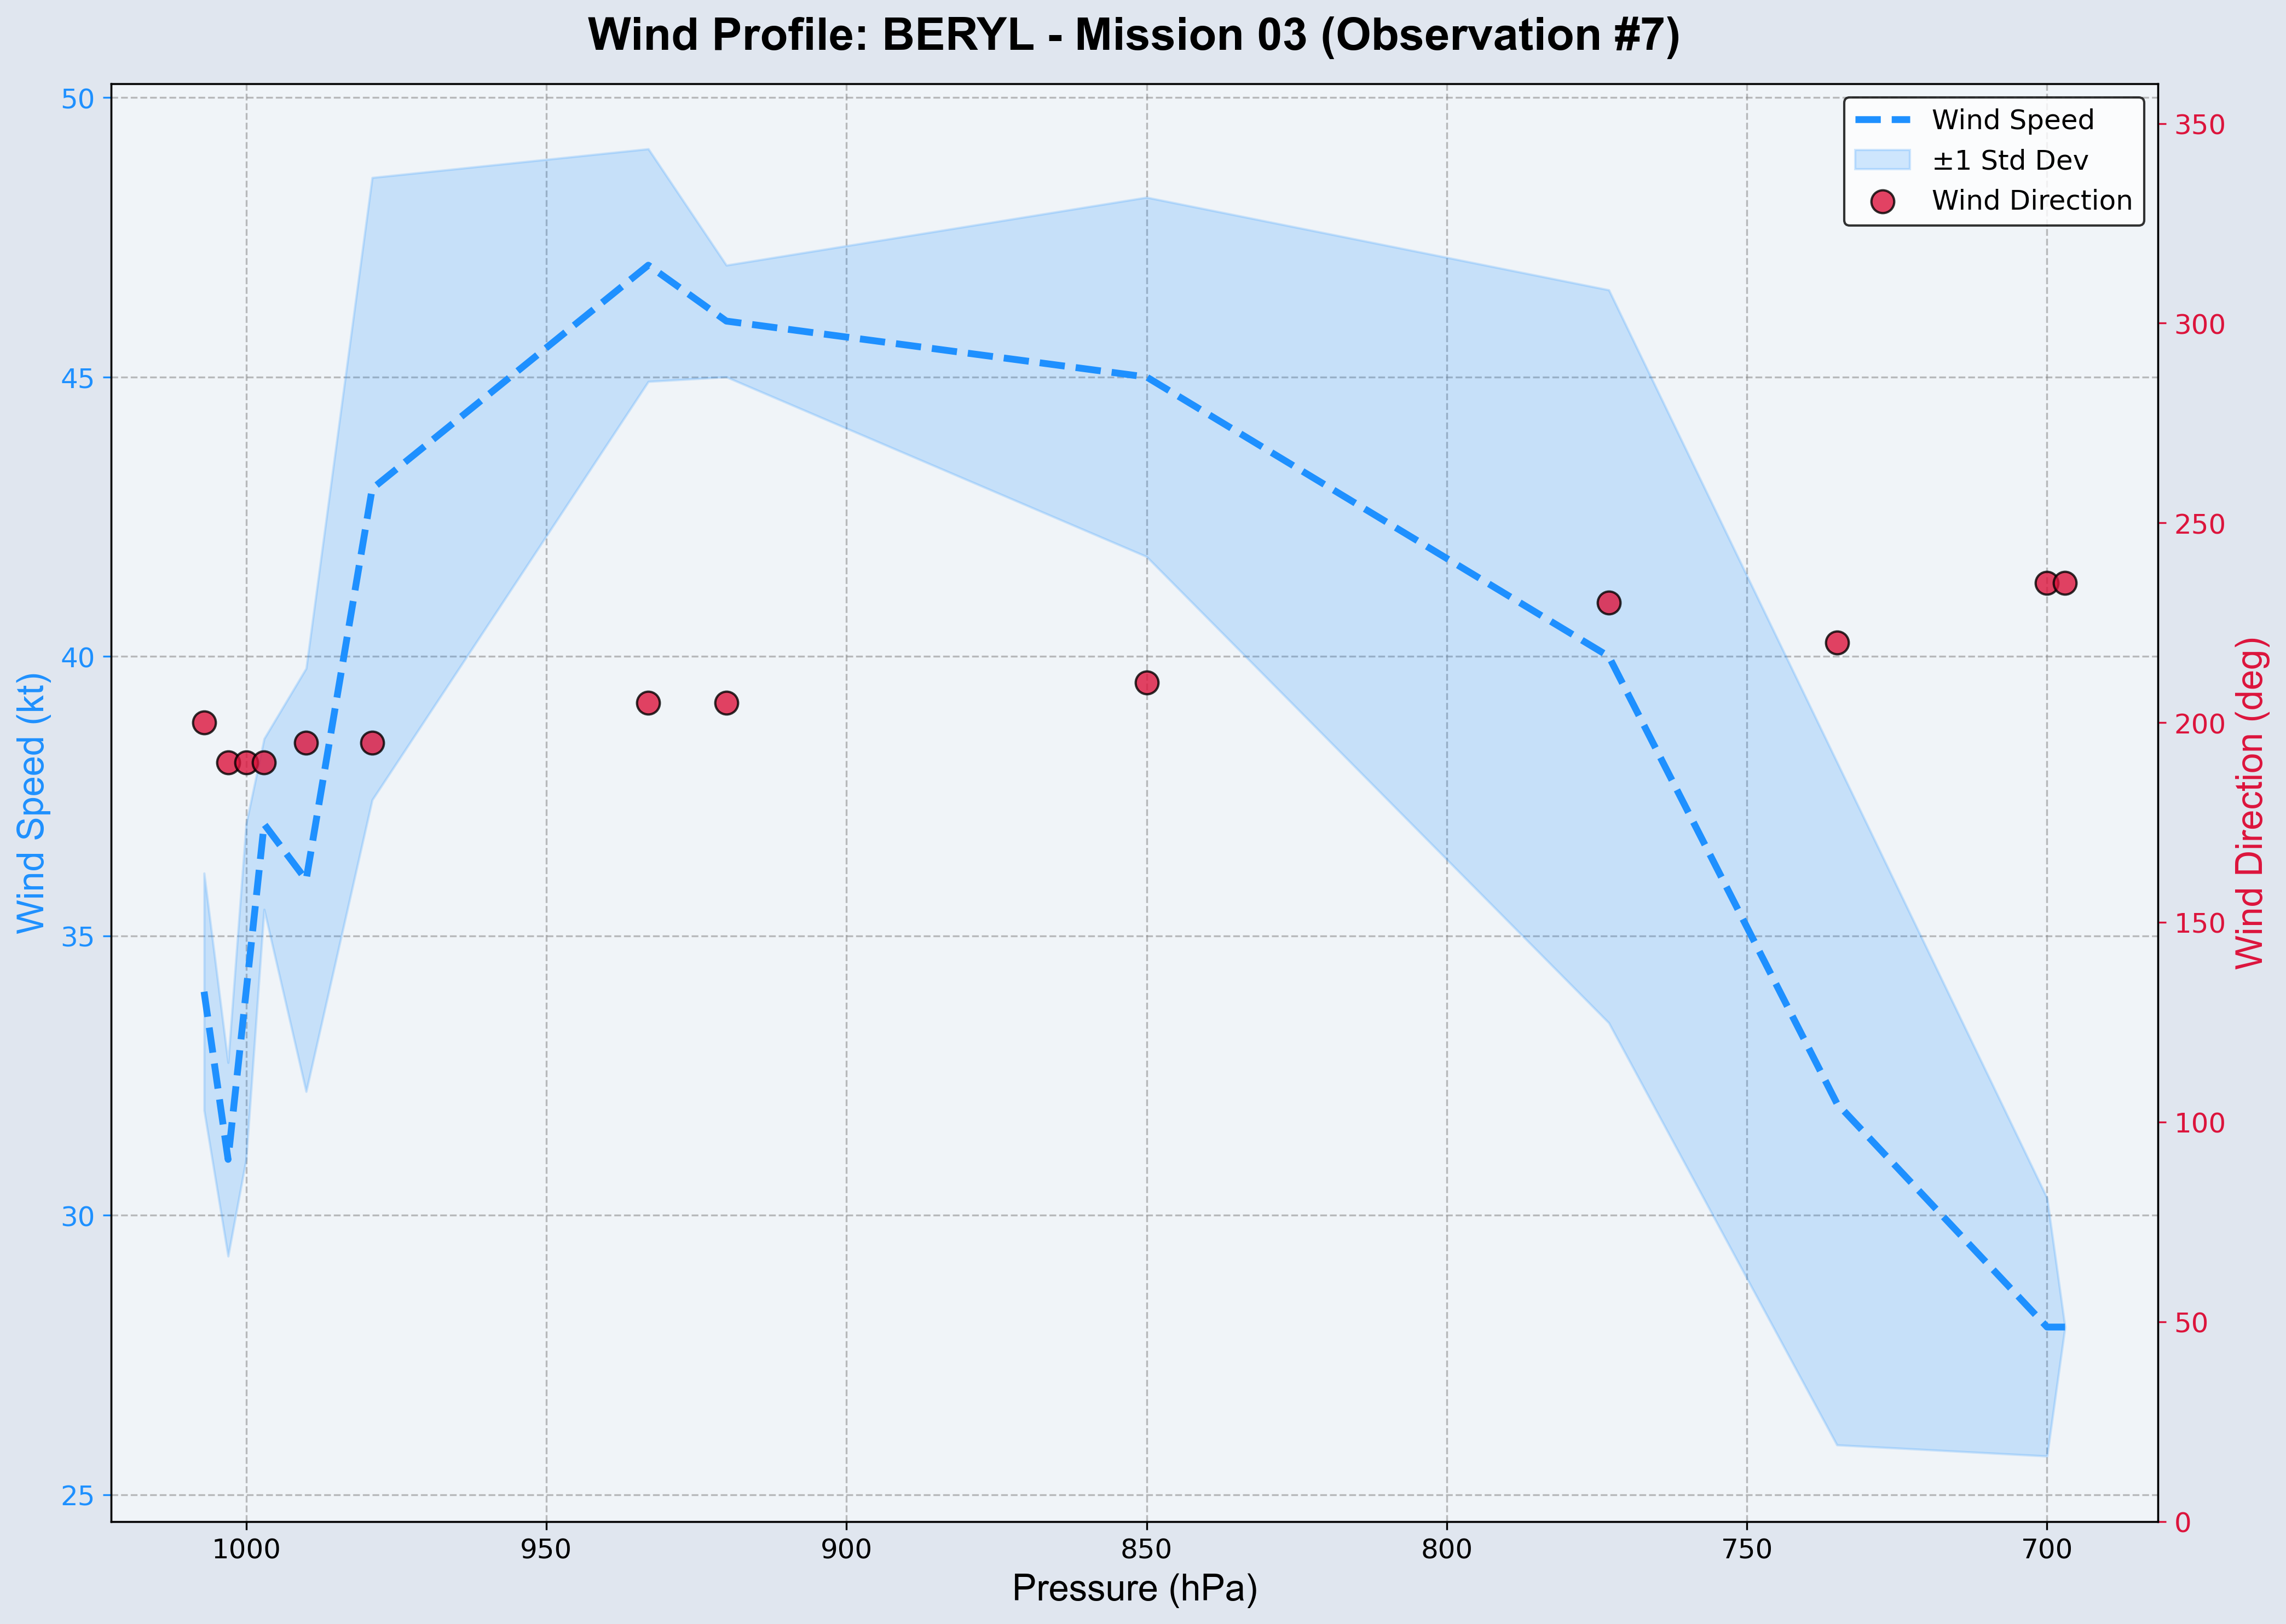 Wind Profile: BERYL - Mission 03 (Observation #7)
Wind Speed
±1 Std Dev
Wind Direction
Wind Speed (kt)
50
45
40
35
30
25
350
300
250
200
150
100
50
0
Wind Direction (deg)
1000 950 900 850 800 750 700
Pressure (hPa)